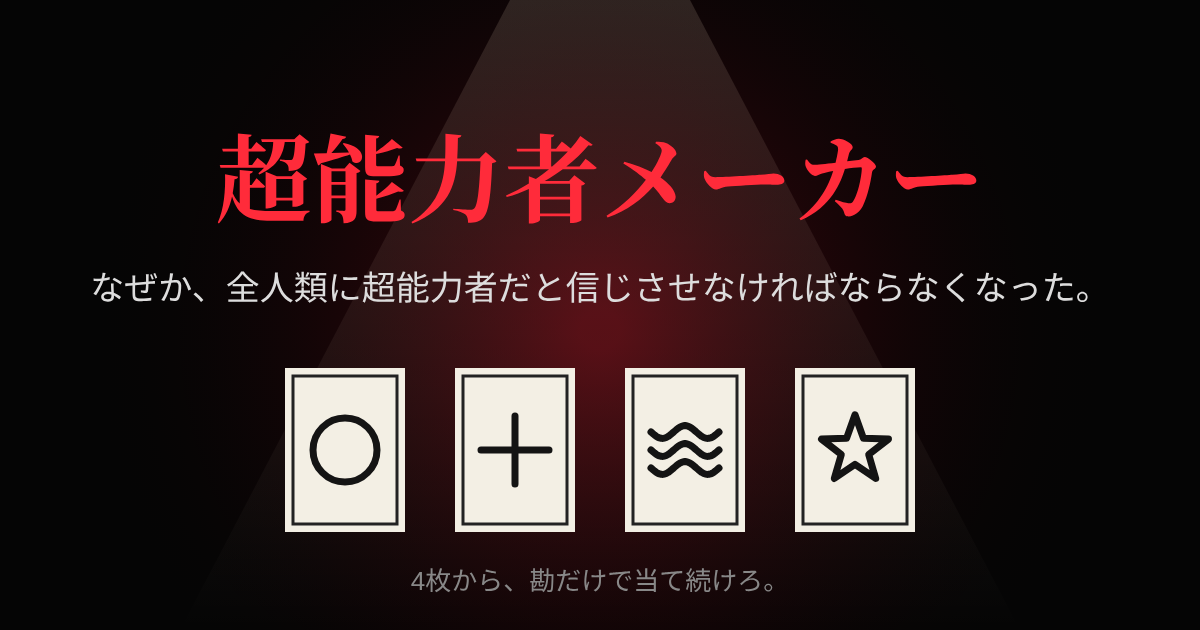 超能力者メーカー
なぜか、全人類に超能力者だと信じさせなければならなくなった。
4枚から、勘だけで当て続けろ。